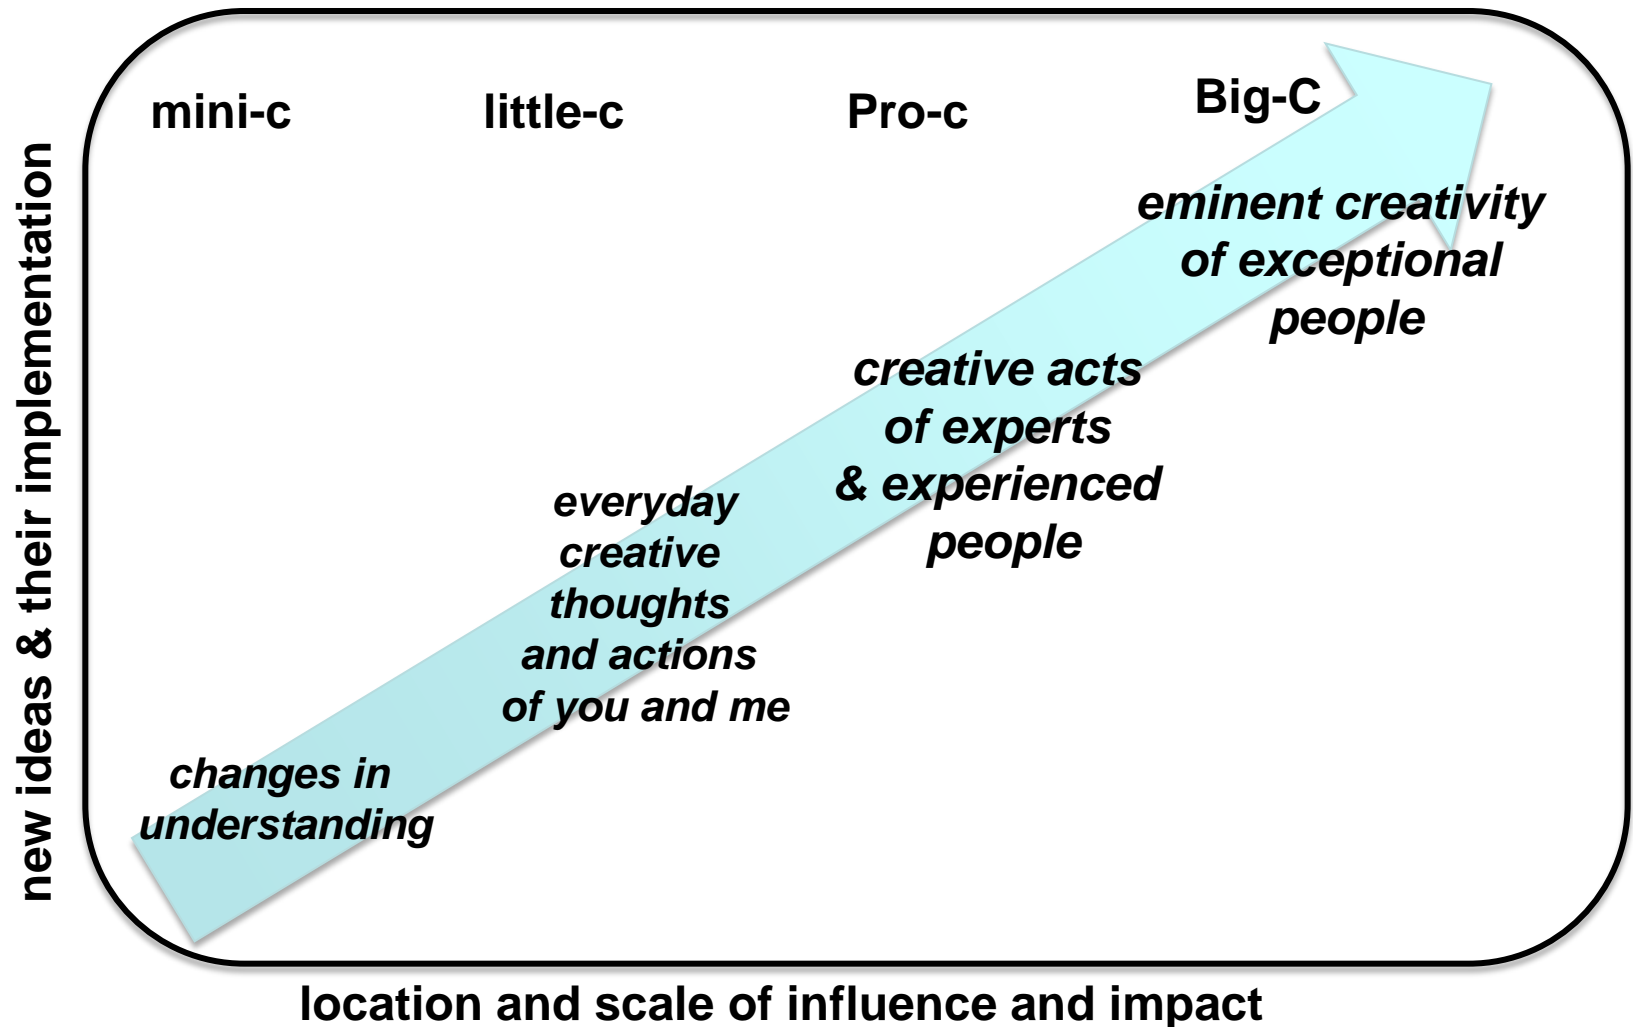 mini-c
little-c
Pro-c
Big-C
eminent creativity
of exceptional
people
creative acts
of experts
& experienced
people
everyday
creative
thoughts
and actions
of you and me
changes in
understanding
new ideas & their implementation
location and scale of influence and impact